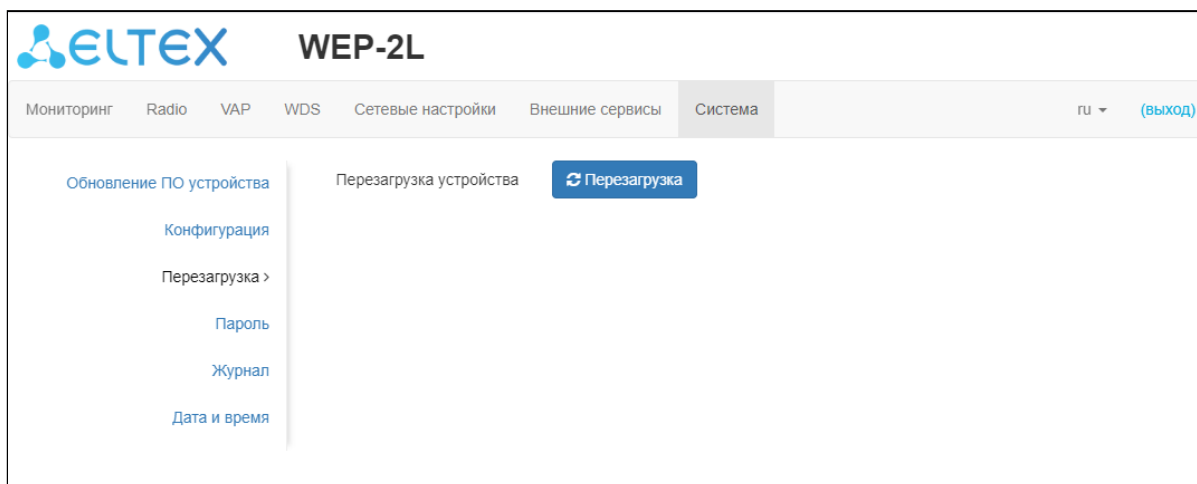 ELTEX WEP-2L
Мониторинг Radio VAP WDS Сетевые настройки Внешние сервисы Система ru (выход)
Обновление ПО устройства Перезагрузка устройства Перезагрузка
Конфигурация
Перезагрузка >
Пароль
Журнал
Дата и время